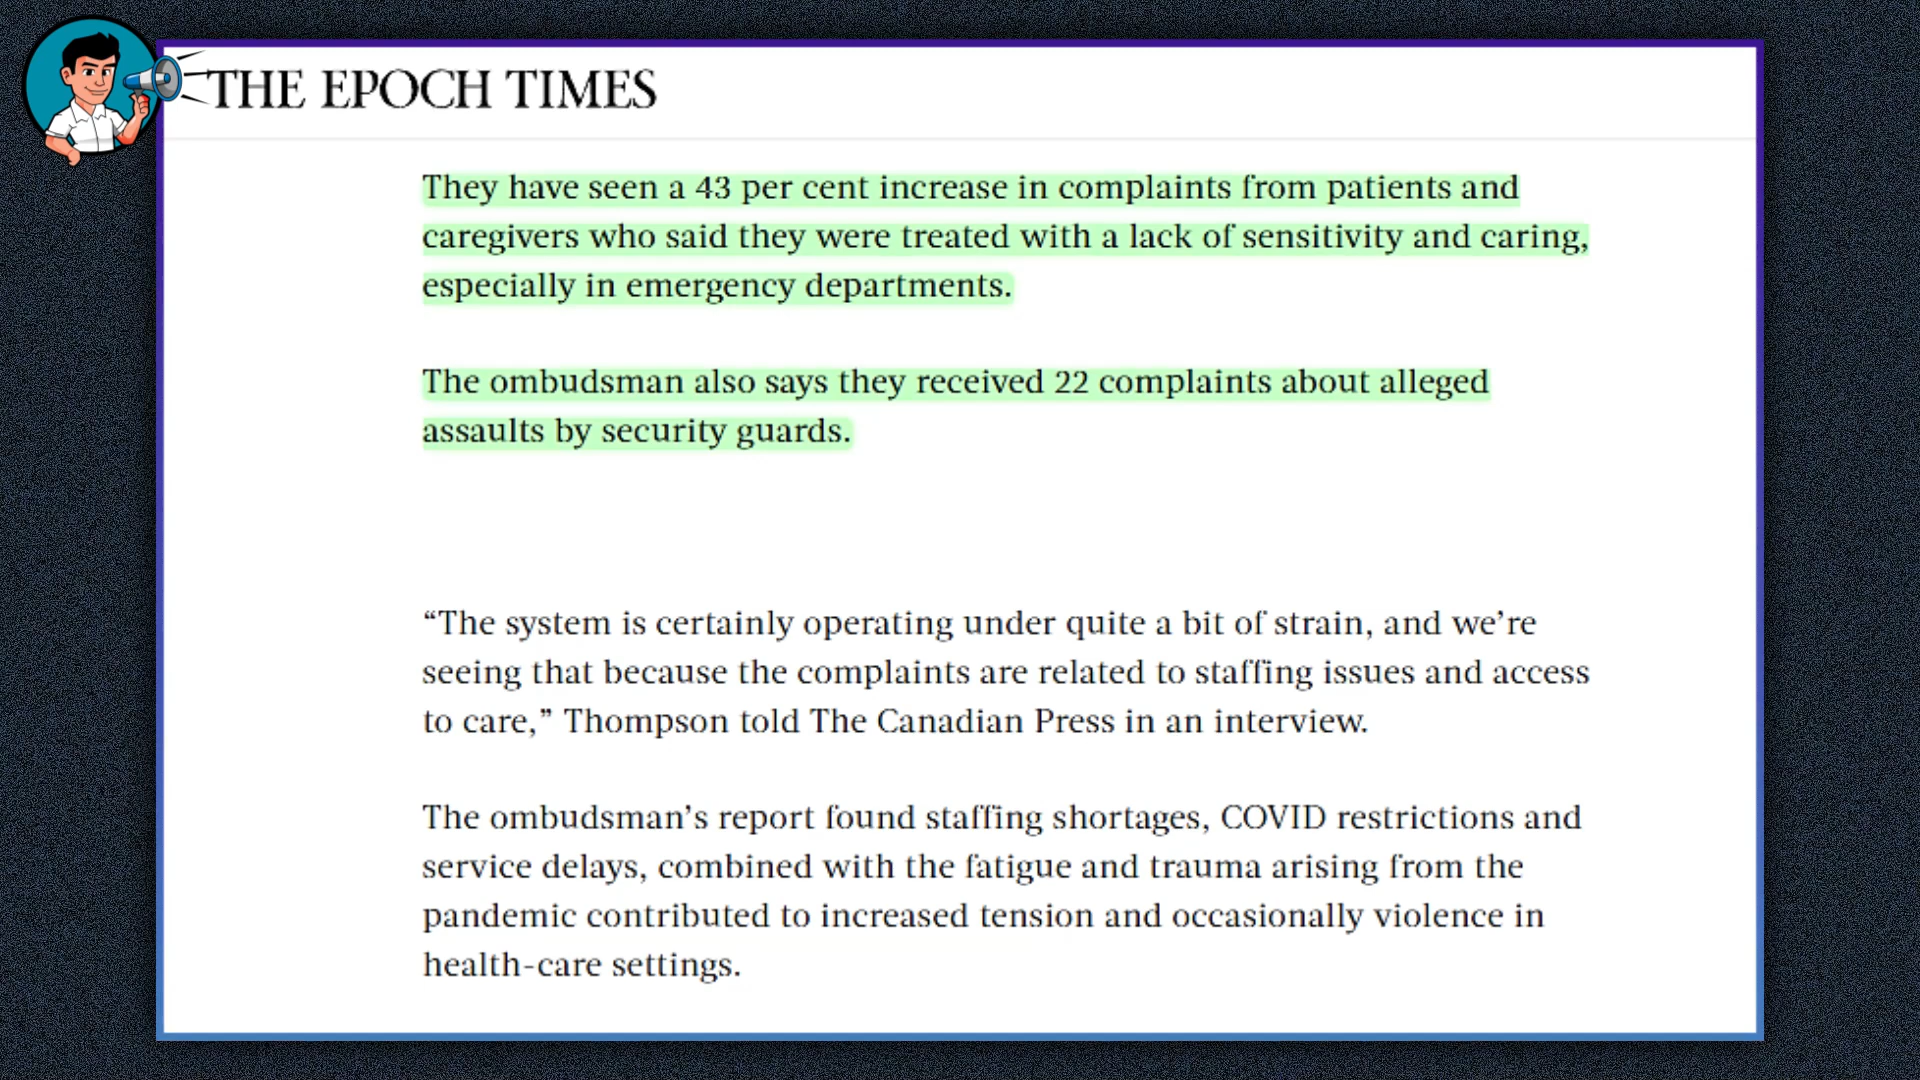 THE EPOCH TIMES
They have seen a 43 per cent increase in complaints from patients and
caregivers who said they were treated with a lack of sensitivity and caring,
especially in emergency departments.
The ombudsman also says they received 22 complaints about alleged
assaults by security guards.
“The system is certainly operating under quite a bit of strain, and we’re
seeing that because the complaints are related to staffing issues and access
to care,” Thompson told The Canadian Press in an interview.
The ombudsman’s report found staffing shortages, COVID restrictions and
service delays, combined with the fatigue and trauma arising from the
pandemic contributed to increased tension and occasionally violence in
health-care settings.